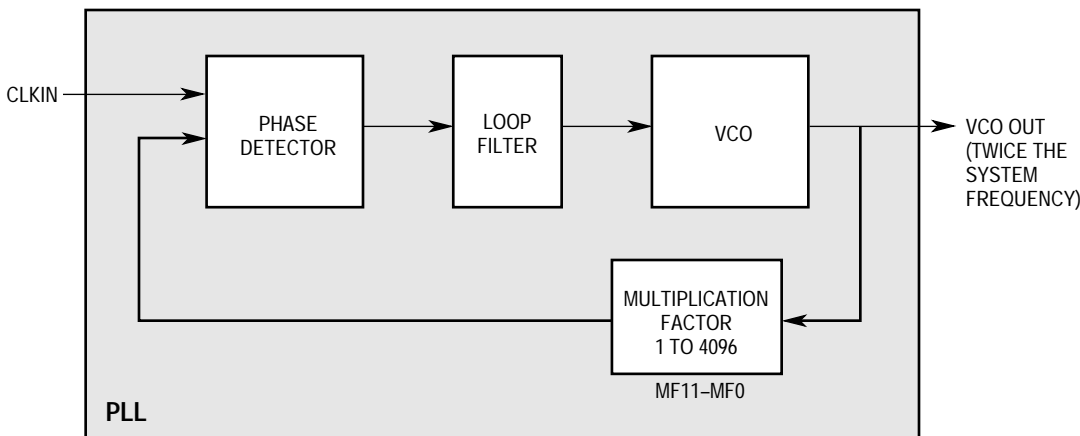 CLKIN
PHASE
DETECTOR
LOOP
FILTER
VCO
VCO OUT
(TWICE THE
SYSTEM
FREQUENCY)
MULTIPLICATION
FACTOR
1 TO 4096
MF11–MF0
PLL